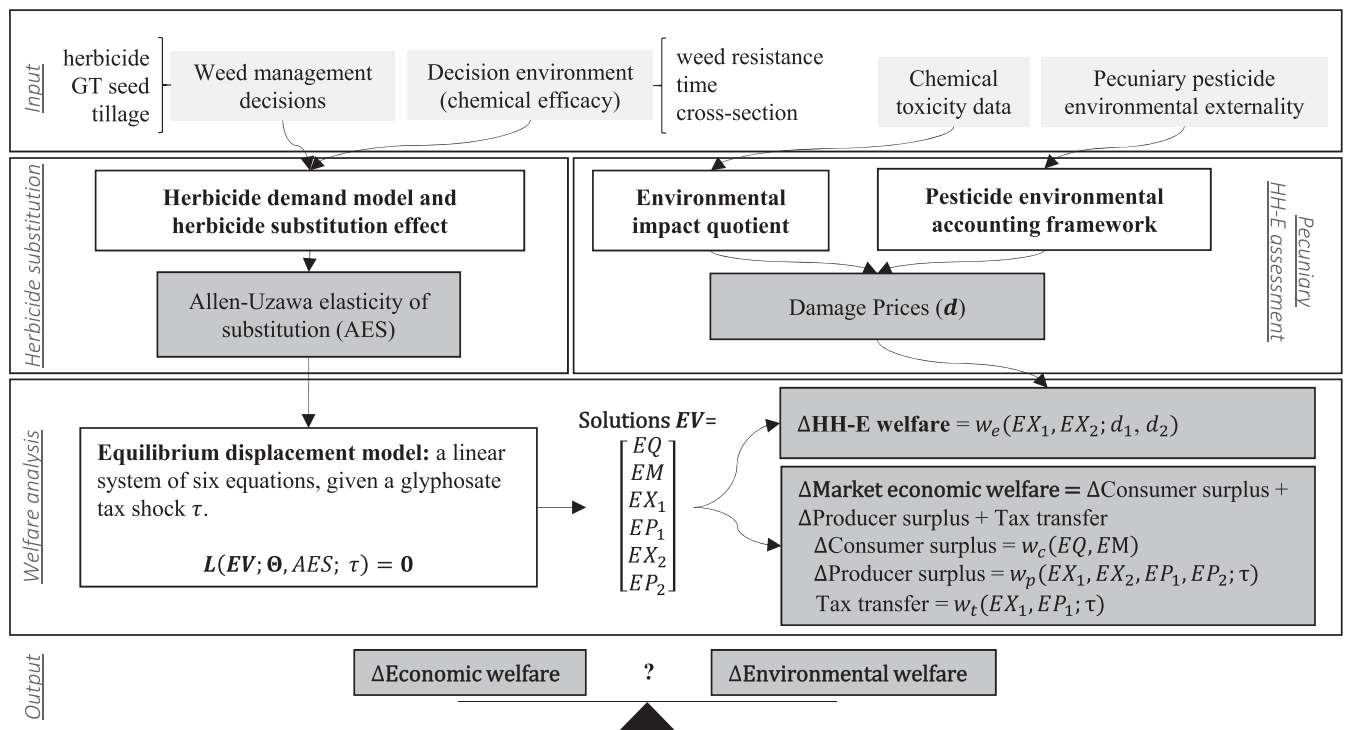 Input
herbicide
GT seed
tillage
Weed management
decisions
Decision environment
(chemical efficacy)
weed resistance
time
cross-section
Chemical
toxicity data
Pecuniary pesticide
environmental externality
Herbicide substitution
Herbicide demand model and
herbicide substitution effect
Allen-Uzawa elasticity of
substitution (AES)
Environmental
impact quotient
Pesticide environmental
accounting framework
Damage Prices (d)
Pecuniary
HH-E assessment
Welfare analysis
Equilibrium displacement model: a linear
system of six equations, given a glyphosate
tax shock τ.
L(EV; Θ, AES; τ) = 0
Solutions EV=
EQ
EM
EX₁
EP₁
EX₂
EP₂
ΔHH-E welfare = wₑ(EX₁, EX₂; d₁, d₂)
ΔMarket economic welfare = ΔConsumer surplus +
ΔProducer surplus + Tax transfer
ΔConsumer surplus = w_c(EQ, EM)
ΔProducer surplus = w_p(EX₁, EX₂, EP₁, EP₂; τ)
Tax transfer = w_t(EX₁, EP₁; τ)
Output
ΔEconomic welfare
?
ΔEnvironmental welfare